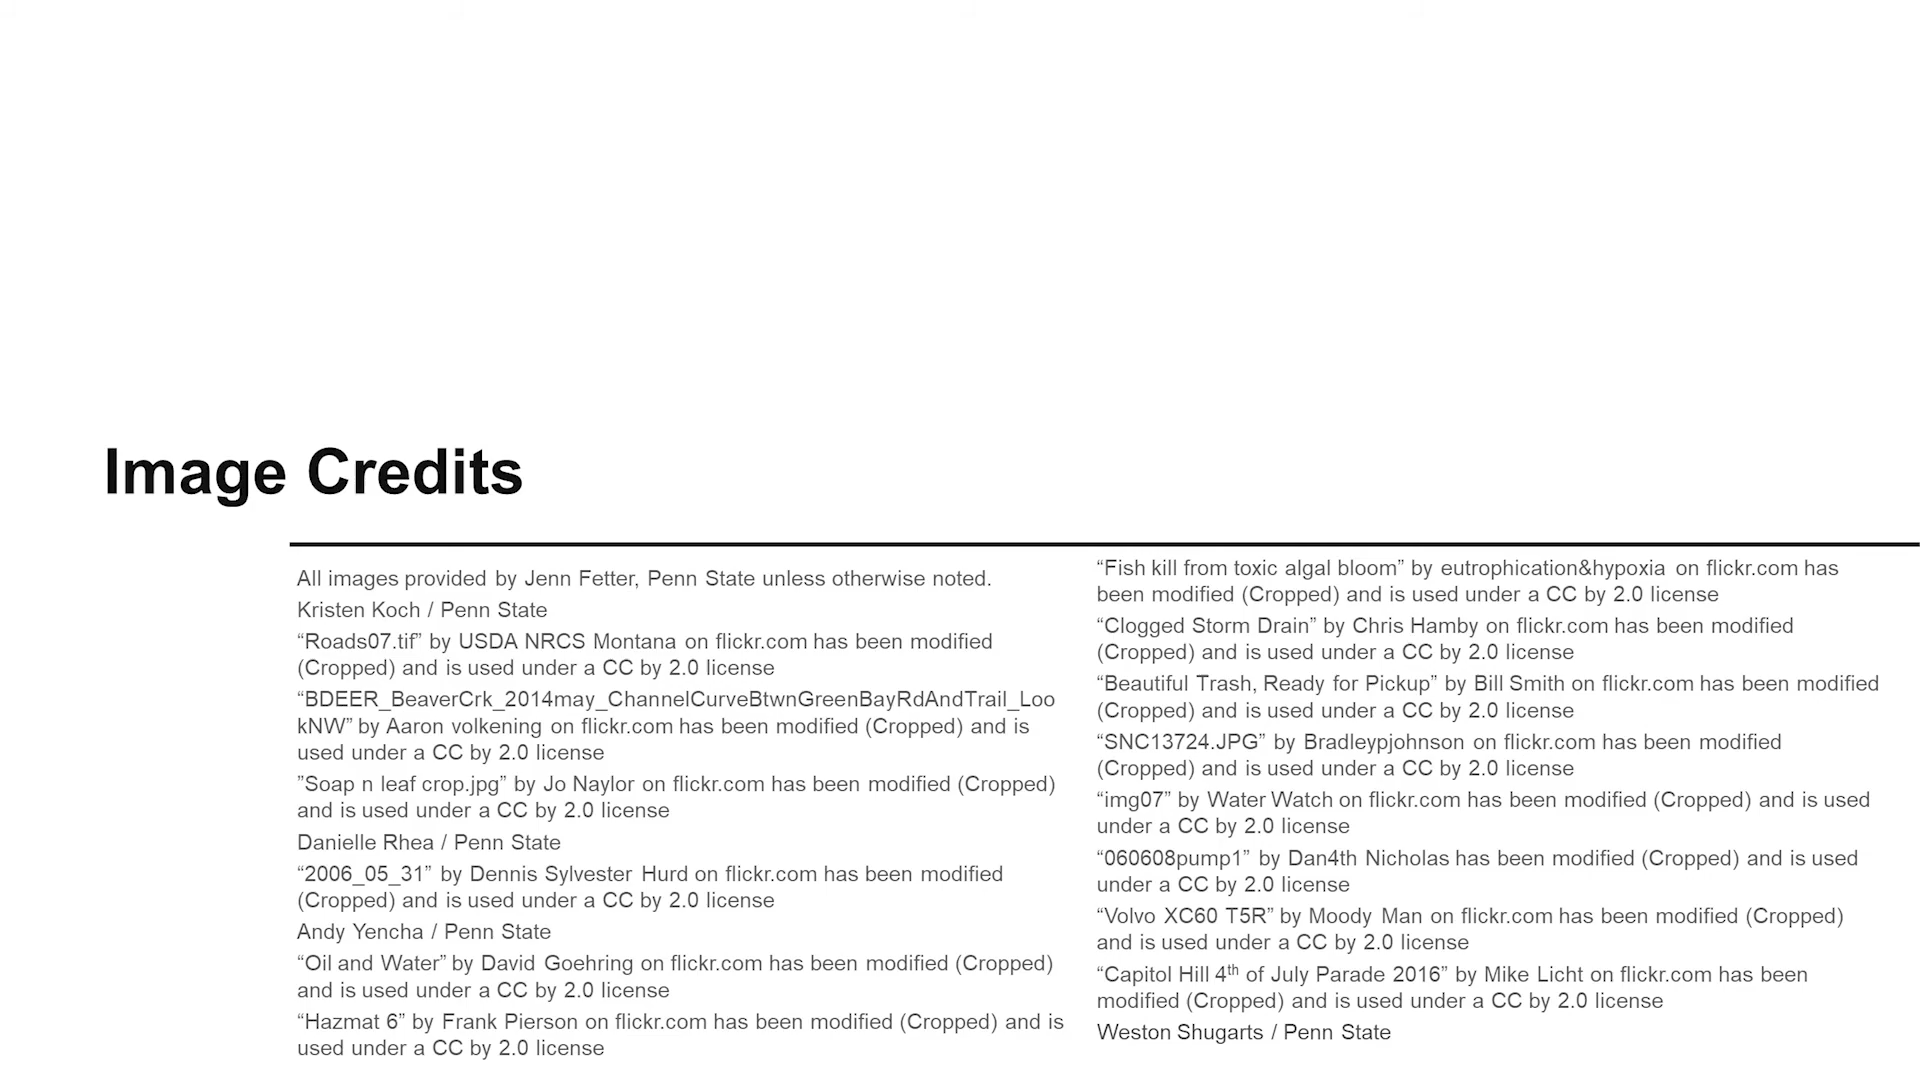 Image Credits
All images provided by Jenn Fetter, Penn State unless otherwise noted.
Kristen Koch / Penn State
“Roads07.tif” by USDA NRCS Montana on flickr.com has been modified
(Cropped) and is used under a CC by 2.0 license
“BDEER_BeaverCrk_2014may_ChannelCurveBtwnGreenBayRdAndTrail_Loo
kNW” by Aaron volkening on flickr.com has been modified (Cropped) and is
used under a CC by 2.0 license
”Soap n leaf crop.jpg” by Jo Naylor on flickr.com has been modified (Cropped)
and is used under a CC by 2.0 license
Danielle Rhea / Penn State
“2006_05_31” by Dennis Sylvester Hurd on flickr.com has been modified
(Cropped) and is used under a CC by 2.0 license
Andy Yencha / Penn State
“Oil and Water” by David Goehring on flickr.com has been modified (Cropped)
and is used under a CC by 2.0 license
“Hazmat 6” by Frank Pierson on flickr.com has been modified (Cropped) and is
used under a CC by 2.0 license
“Fish kill from toxic algal bloom” by eutrophication&hypoxia on flickr.com has
been modified (Cropped) and is used under a CC by 2.0 license
“Clogged Storm Drain” by Chris Hamby on flickr.com has been modified
(Cropped) and is used under a CC by 2.0 license
“Beautiful Trash, Ready for Pickup” by Bill Smith on flickr.com has been modified
(Cropped) and is used under a CC by 2.0 license
“SNC13724.JPG” by Bradleypjohnson on flickr.com has been modified
(Cropped) and is used under a CC by 2.0 license
“img07” by Water Watch on flickr.com has been modified (Cropped) and is used
under a CC by 2.0 license
“060608pump1” by Dan4th Nicholas has been modified (Cropped) and is used
under a CC by 2.0 license
“Volvo XC60 T5R” by Moody Man on flickr.com has been modified (Cropped)
and is used under a CC by 2.0 license
“Capitol Hill 4th of July Parade 2016” by Mike Licht on flickr.com has been
modified (Cropped) and is used under a CC by 2.0 license
Weston Shugarts / Penn State